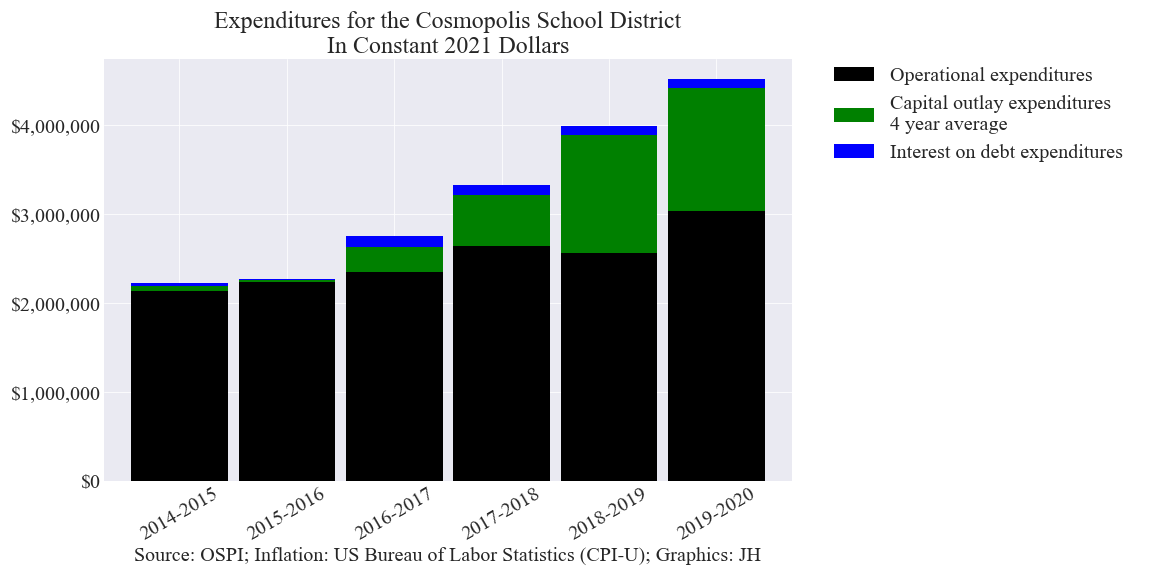 Expenditures for the Cosmopolis School District
In Constant 2021 Dollars
Operational expenditures
Capital outlay expenditures
4 year average
Interest on debt expenditures
$4,000,000
$3,000,000
$2,000,000
$1,000,000
$0
2014-2015
2015-2016
2016-2017
2017-2018
2018-2019
2019-2020
Source: OSPI; Inflation: US Bureau of Labor Statistics (CPI-U); Graphics: JH